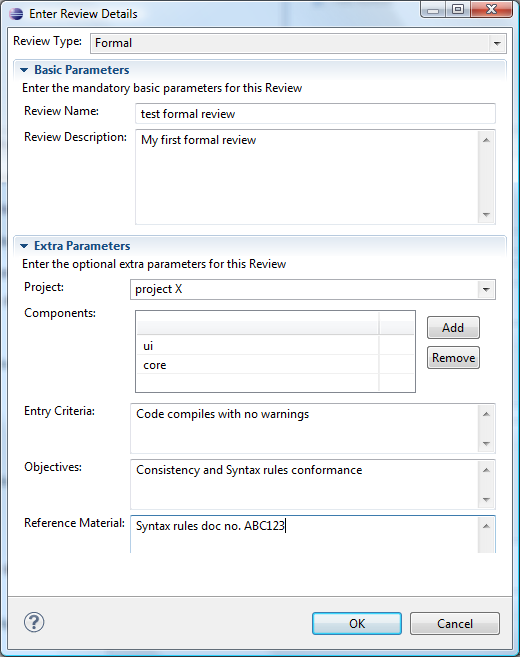 Enter Review Details
Review Type: Formal
Basic Parameters
Enter the mandatory basic parameters for this Review
Review Name: test formal review
Review Description: My first formal review
Extra Parameters
Enter the optional extra parameters for this Review
Project: project X
Components:
Add
ui
Remove
core
Entry Criteria: Code compiles with no warnings
Objectives: Consistency and Syntax rules conformance
Reference Material: Syntax rules doc no. ABC123
? OK Cancel